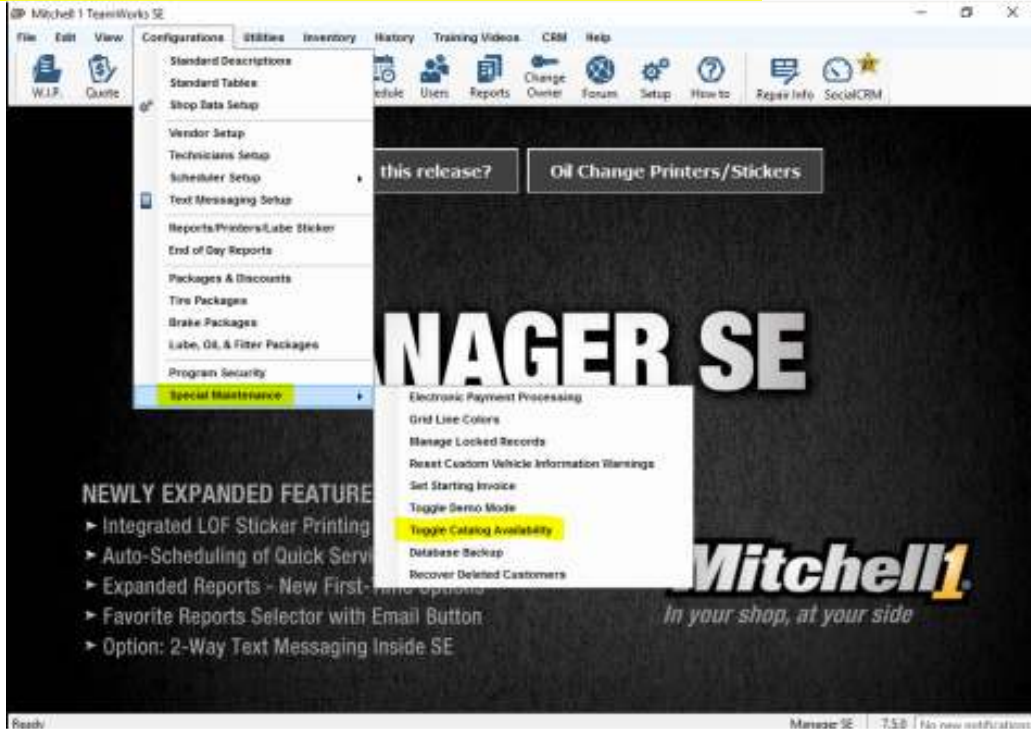 Mitchell 1 TeamWorks SE
File Edit View Configurations Utilities Inventory History Training Videos CRM Help
W.I.P. Quote Users Reports Change Owner Forum Setup How to Repair Info SocialCRM
Standard Descriptions
Standard Tables
Shop Data Setup
Vendor Setup
Technicians Setup
Scheduler Setup
Text Messaging Setup
Reports/Printers/Lube Sticker
End of Day Reports
Packages & Discounts
Tire Packages
Brake Packages
Lube, Oil, & Filter Packages
Program Security
Special Maintenance
this release?
Oil Change Printers/Stickers
NAGER SE
Electronic Payment Processing
Grid Line Colors
Manage Locked Records
Reset Custom Vehicle Information Warnings
Set Starting Invoice
Toggle Demo Mode
Toggle Catalog Availability
Database Backup
Recover Deleted Customers
NEWLY EXPANDED FEATURE
► Integrated LOF Sticker Printing
► Auto-Scheduling of Quick Servi
► Expanded Reports - New First-
► Favorite Reports Selector with Email Button
► Option: 2-Way Text Messaging Inside SE
Mitchell1
In your shop, at your side
Ready Manager SE 7.5.0 No new notifications